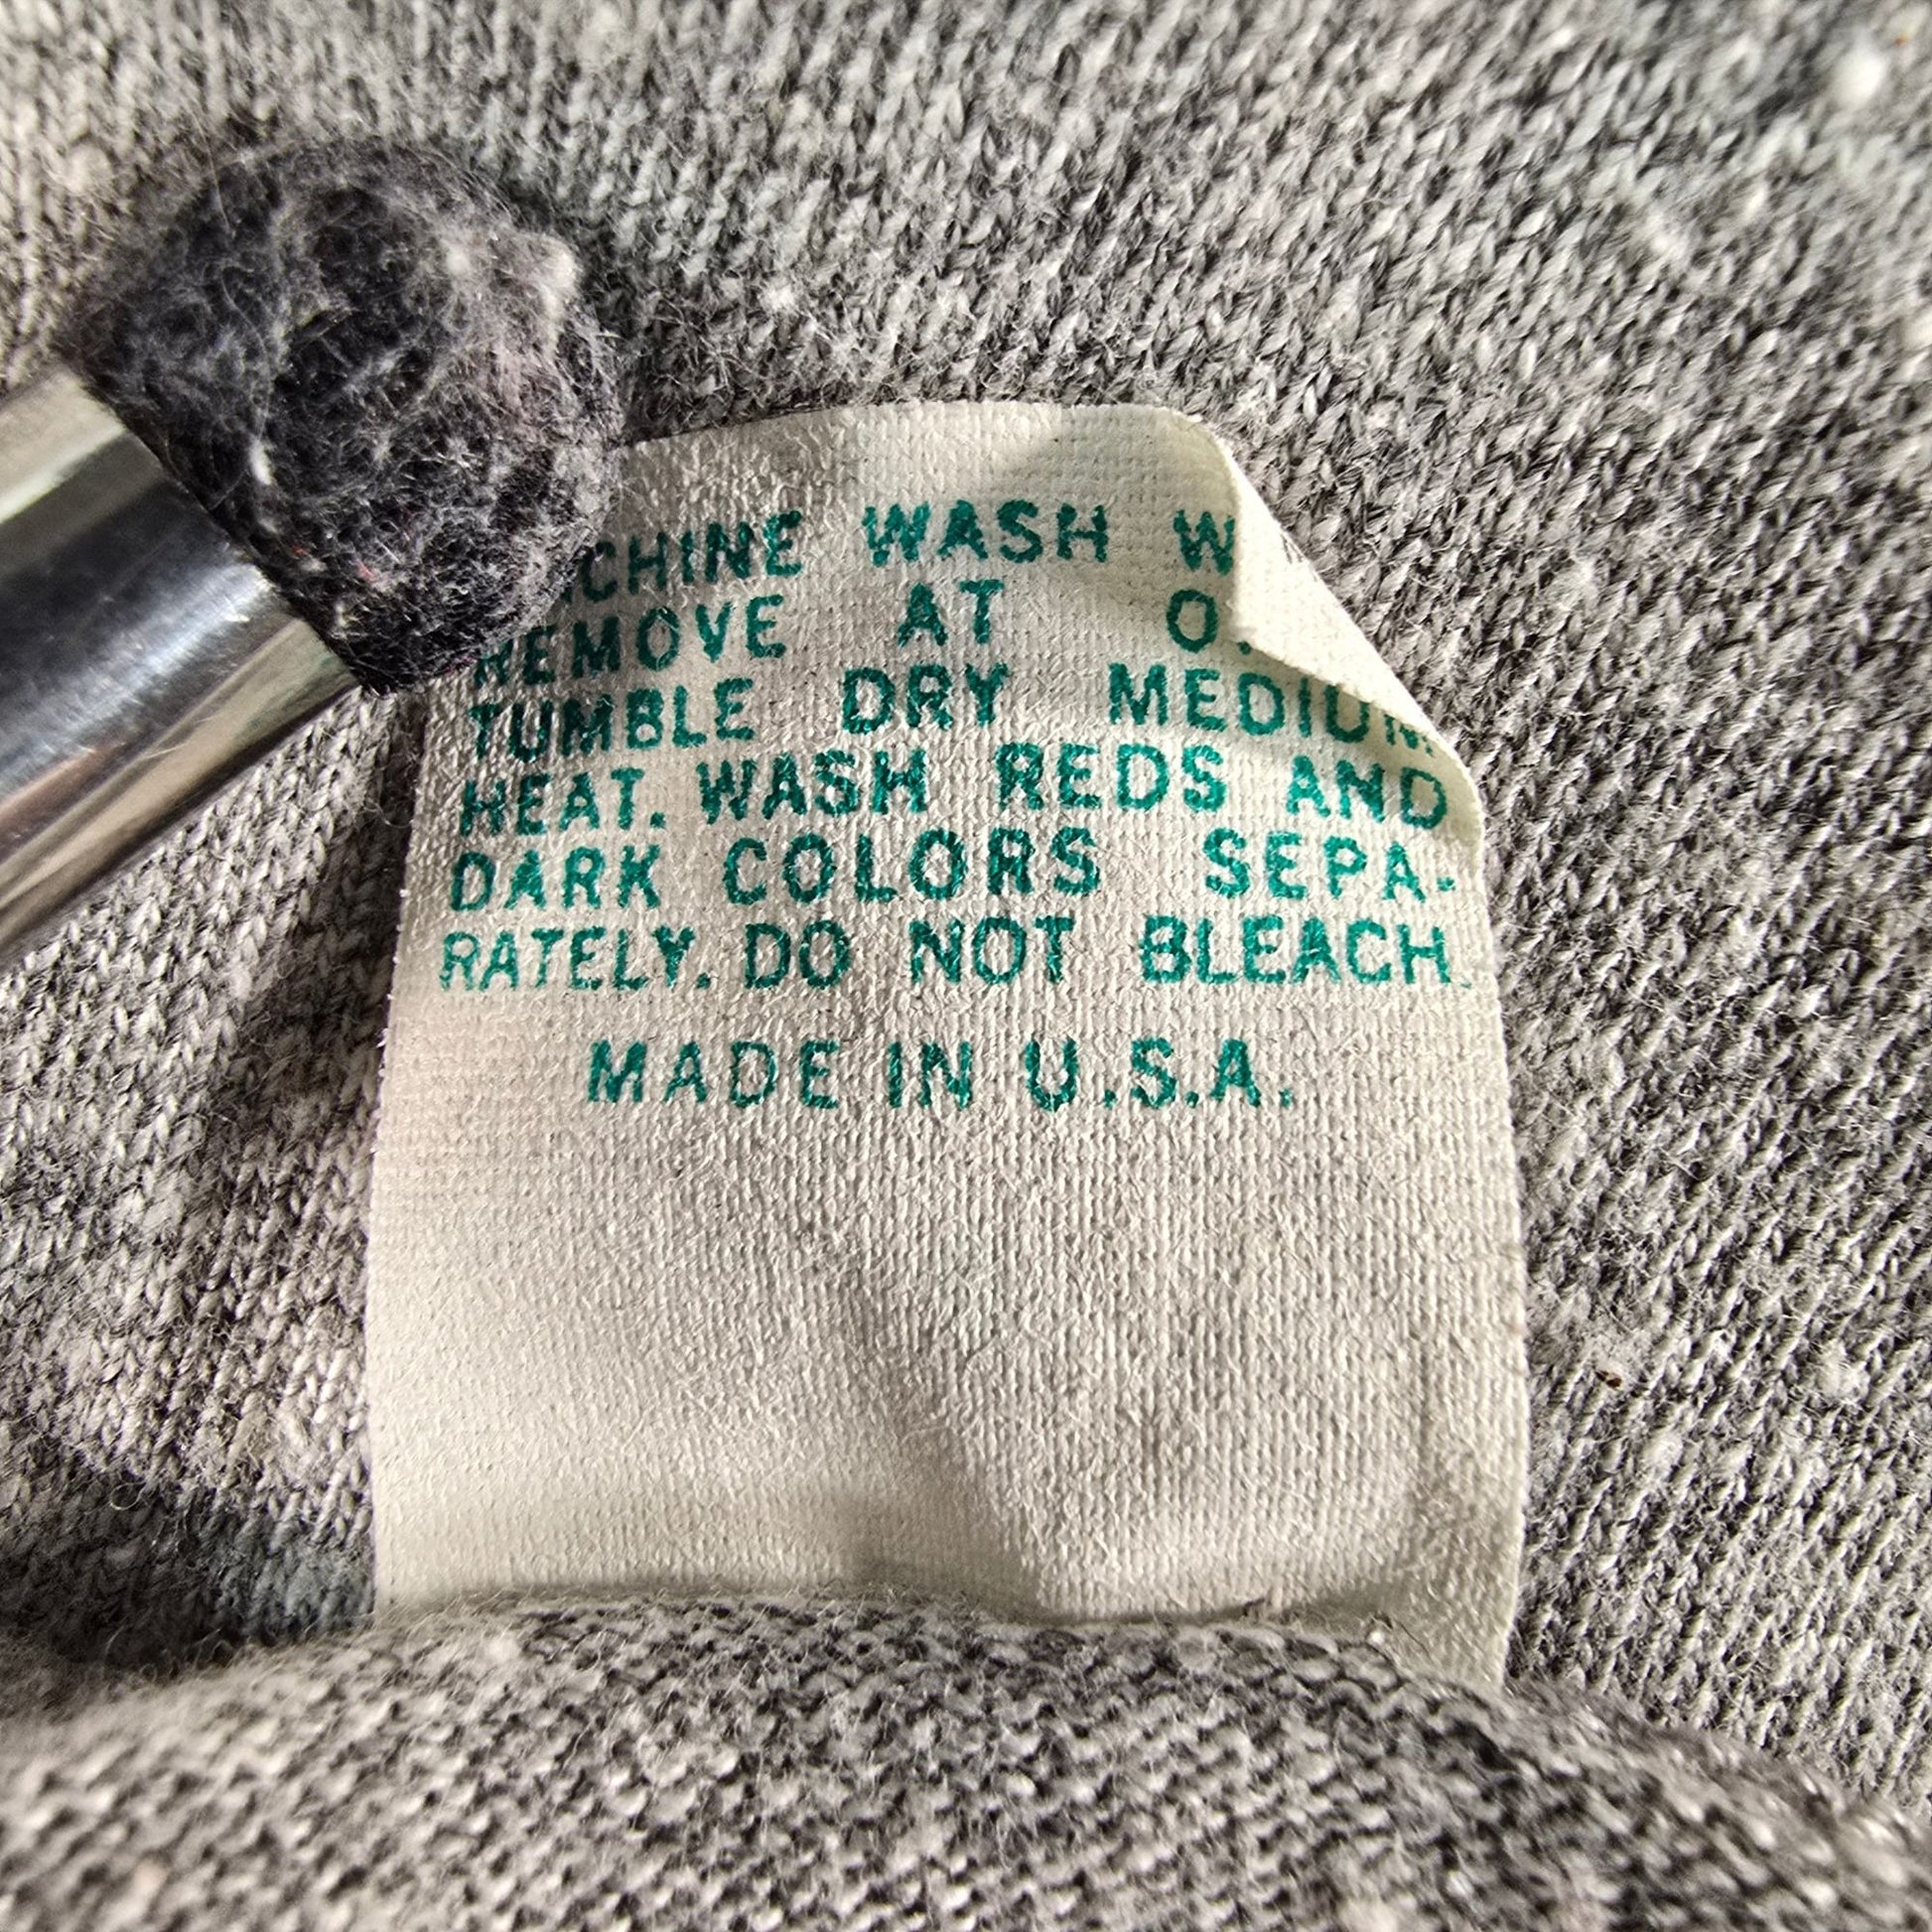 WASH
REMOVE AT
TUMBLE DRY MEDIUM
HEAT. WASH REDS AND
DARK COLORS SEPA-
RATELY. DO NOT BLEACH.
MADE IN U.S.A.